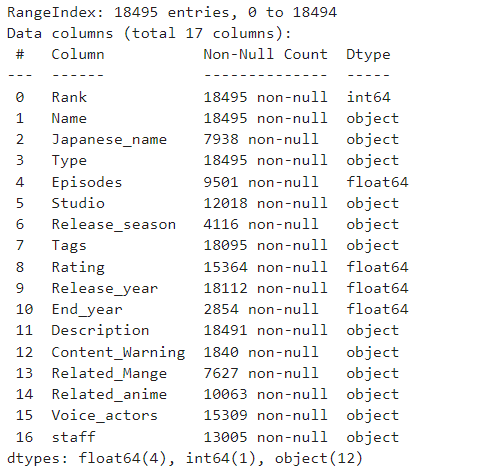 RangeIndex: 18495 entries, 0 to 18494
Data columns (total 17 columns):
 #   Column           Non-Null Count  Dtype
---  ------           --------------  -----
 0   Rank             18495 non-null  int64
 1   Name             18495 non-null  object
 2   Japanese_name    7938 non-null   object
 3   Type             18495 non-null  object
 4   Episodes         9501 non-null   float64
 5   Studio           12018 non-null  object
 6   Release_season   4116 non-null   object
 7   Tags             18095 non-null  object
 8   Rating           15364 non-null  float64
 9   Release_year     18112 non-null  float64
 10  End_year         2854 non-null   float64
 11  Description      18491 non-null  object
 12  Content_Warning  1840 non-null   object
 13  Related_Mange    7627 non-null   object
 14  Related_anime    10063 non-null  object
 15  Voice_actors     15309 non-null  object
 16  staff            13005 non-null  object
dtypes: float64(4), int64(1), object(12)